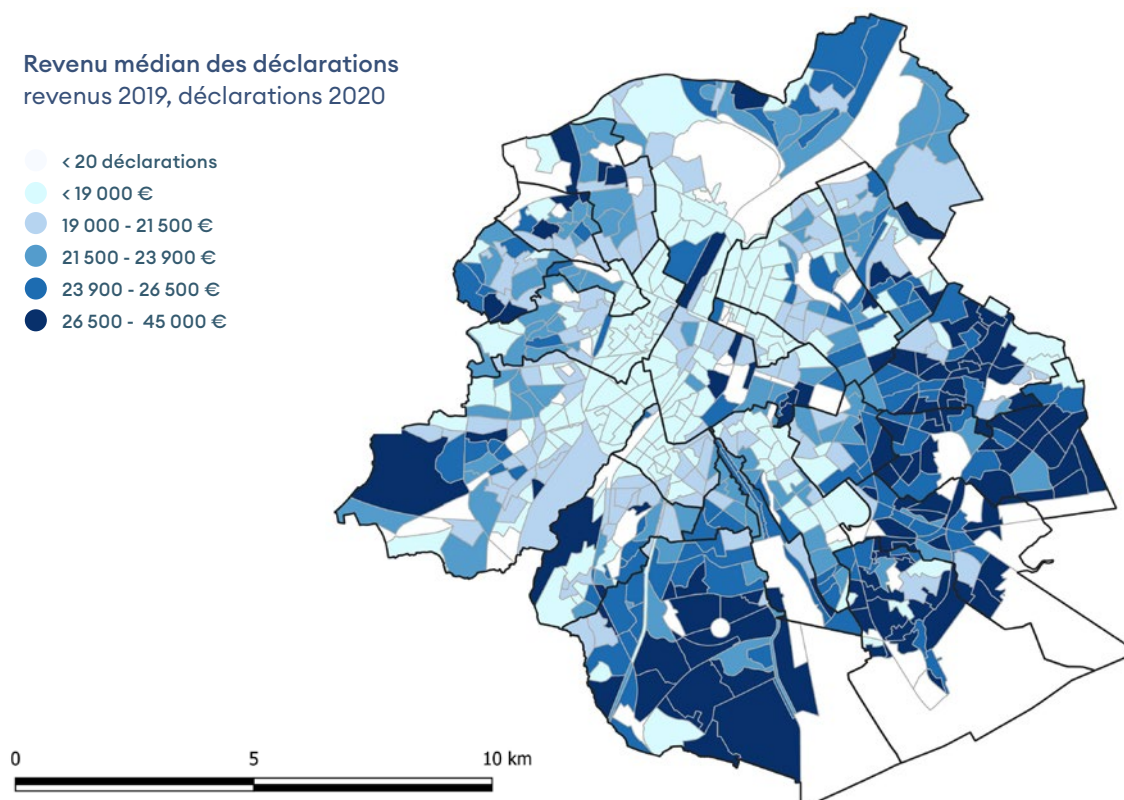 Revenu médian des déclarations
revenus 2019, déclarations 2020
< 20 déclarations
< 19 000 €
19 000 - 21 500 €
21 500 - 23 900 €
23 900 - 26 500 €
26 500 - 45 000 €
0 5 10 km